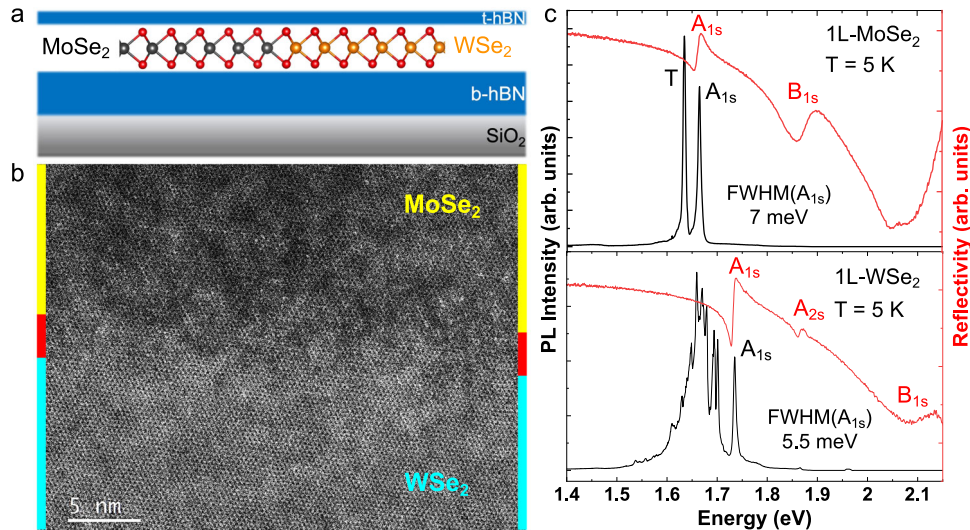 a
t-hBN
MoSe₂
WSe₂
b-hBN
SiO₂
b
MoSe₂
WSe₂
5 nm
c
PL Intensity (arb. units)
Reflectivity (arb. units)
A₁ₛ
1L-MoSe₂
T = 5 K
T
A₁ₛ
B₁ₛ
FWHM(A₁ₛ)
7 meV
A₁ₛ
1L-WSe₂
T = 5 K
A₂ₛ
A₁ₛ
B₁ₛ
FWHM(A₁ₛ)
5.5 meV
1.4 1.5 1.6 1.7 1.8 1.9 2 2.1
Energy (eV)